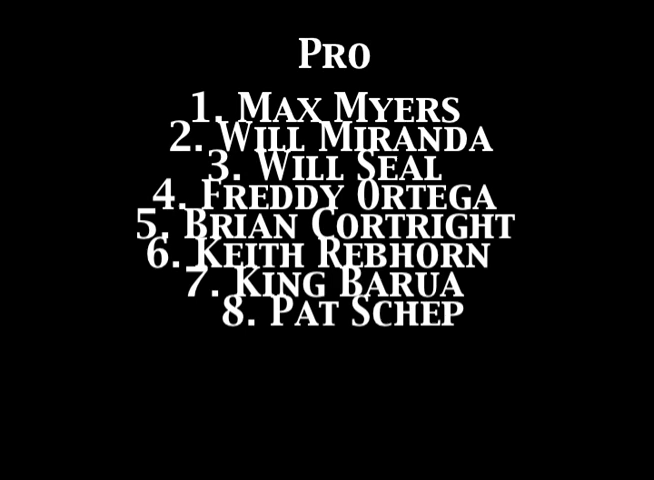 Pro
1. Max Myers
2. Will Miranda
3. Will Seal
4. Freddy Ortega
5. Brian Cortright
6. Keith Rebhorn
7. King Barua
8. Pat Schep